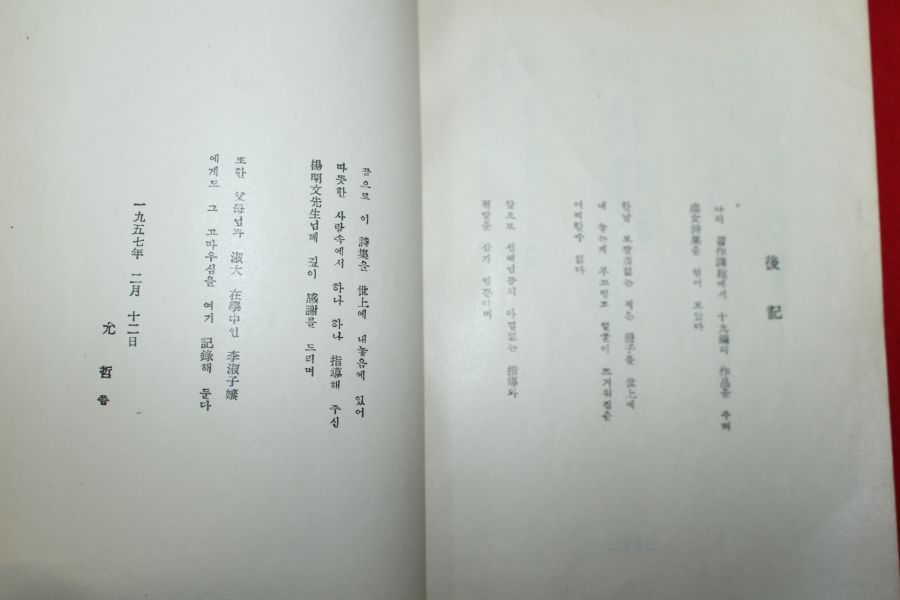 後記
나의 習作課程에서 十九編의 作品을 추려
處女詩集을 엮어 보았다
한낱 보잘것없는 적은 冊子를 世上에
내 놓는게 부끄럽고 얼굴이 뜨거워짐을
어찌할수 없다
앞으로 선배님들의 아낌없는 指導와
편달을 삼가 빌뿐이며
끝으로 이 詩集을 世上에 내놓음에 있어
따뜻한 사랑속에서 하나 하나 指導해 주신
楊明文先生님께 깊이 感謝를 드리며
또한 父母님과 淑大 在學中인 李淑子孃
에게도 그 고마우심을 여기 記錄해 둔다
一九五七年 二月 十二日
允哲